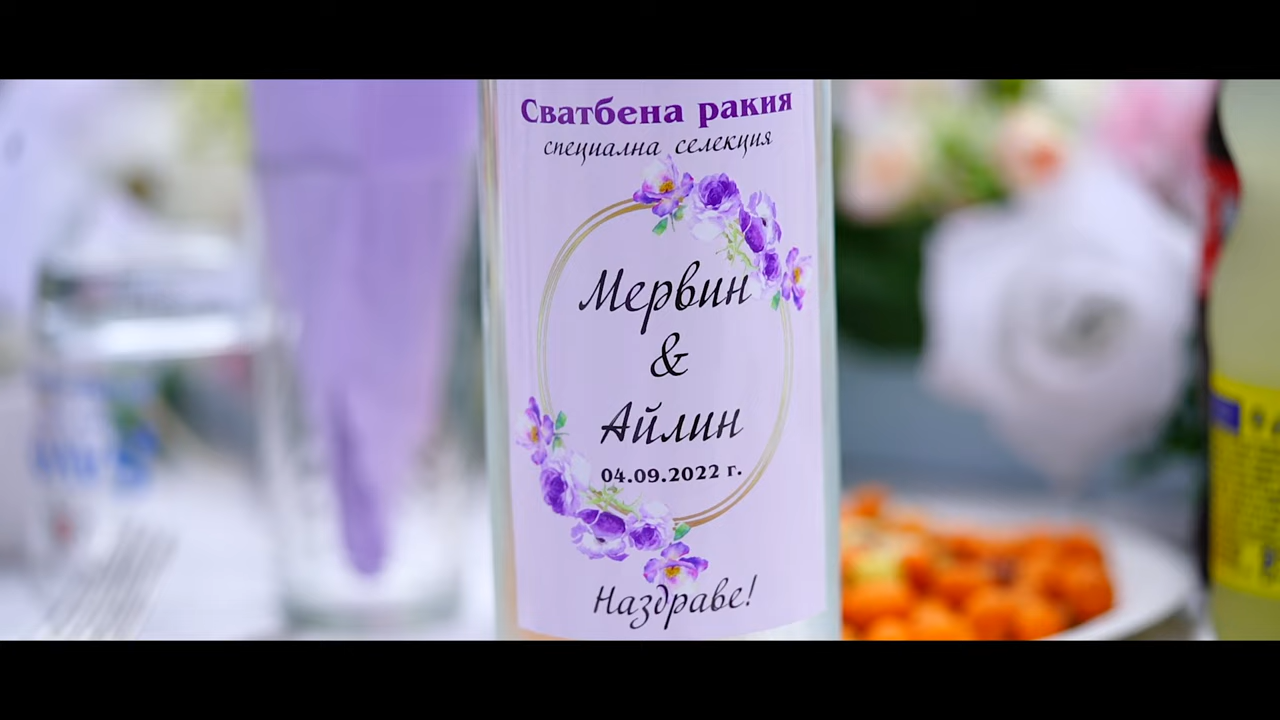 Сватбена ракия
специална селекция
Мервин
&
Айлин
04.09.2022 г.
Наздраве!